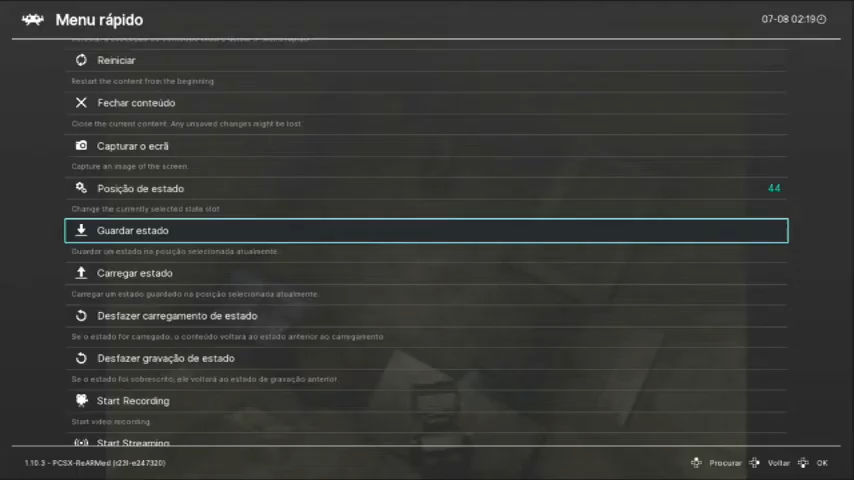 Menu rápido
07-08 02:19
Reiniciar
Restart the content from the beginning.
Fechar conteúdo
Close the current content. Any unsaved changes might be lost.
Capturar o ecrã
Capture an image of the screen.
Posição de estado
44
Change the currently selected state slot.
Guardar estado
Guardar um estado na posição selecionada atualmente.
Carregar estado
Carregar um estado guardado na posição selecionada atualmente.
Desfazer carregamento de estado
Se o estado for carregado, o conteúdo voltará ao estado anterior ao carregamento.
Desfazer gravação de estado
Se o estado foi sobrescrito, ele voltará ao estado de gravação anterior.
Start Recording
Start video recording.
Start Streaming
1.10.3 - PCSX-ReARMed (r23l-e247320)
Procurar
Voltar
OK